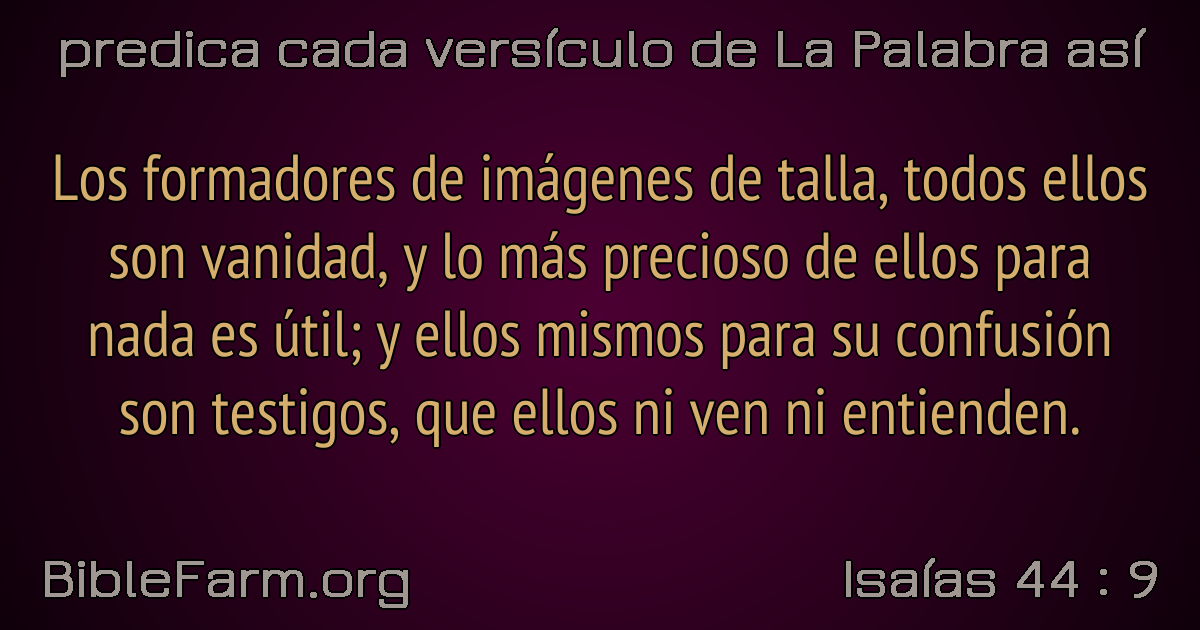 predica cada versículo de La Palabra así
Los formadores de imágenes de talla, todos ellos
son vanidad, y lo más precioso de ellos para
nada es útil; y ellos mismos para su confusión
son testigos, que ellos ni ven ni entienden.
BibleFarm.org
Isaías 44 : 9